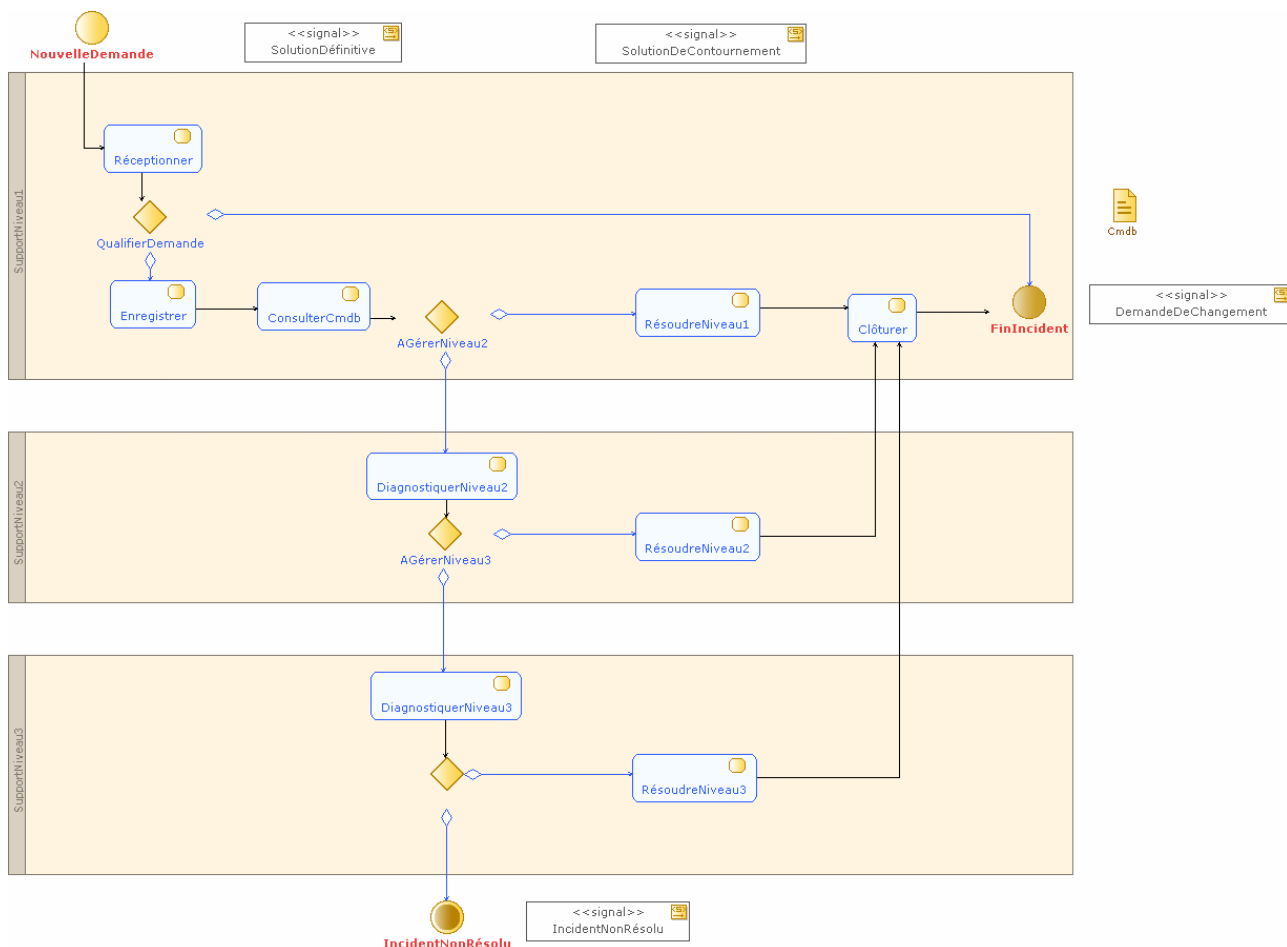 <<signal>>
SolutionDéfinitive
<<signal>>
SolutionDeContournement
NouvelleDemande
SupportNiveau1
Réceptionner
QualifierDemande
Cmdb
Enregistrer
ConsulterCmdb
AGérerNiveau2
RésoudreNiveau1
Clôturer
FinIncident
<<signal>>
DemandeDeChangement
SupportNiveau2
DiagnostiquerNiveau2
AGérerNiveau3
RésoudreNiveau2
SupportNiveau3
DiagnostiquerNiveau3
RésoudreNiveau3
IncidentNonRésolu
<<signal>>
IncidentNonRésolu